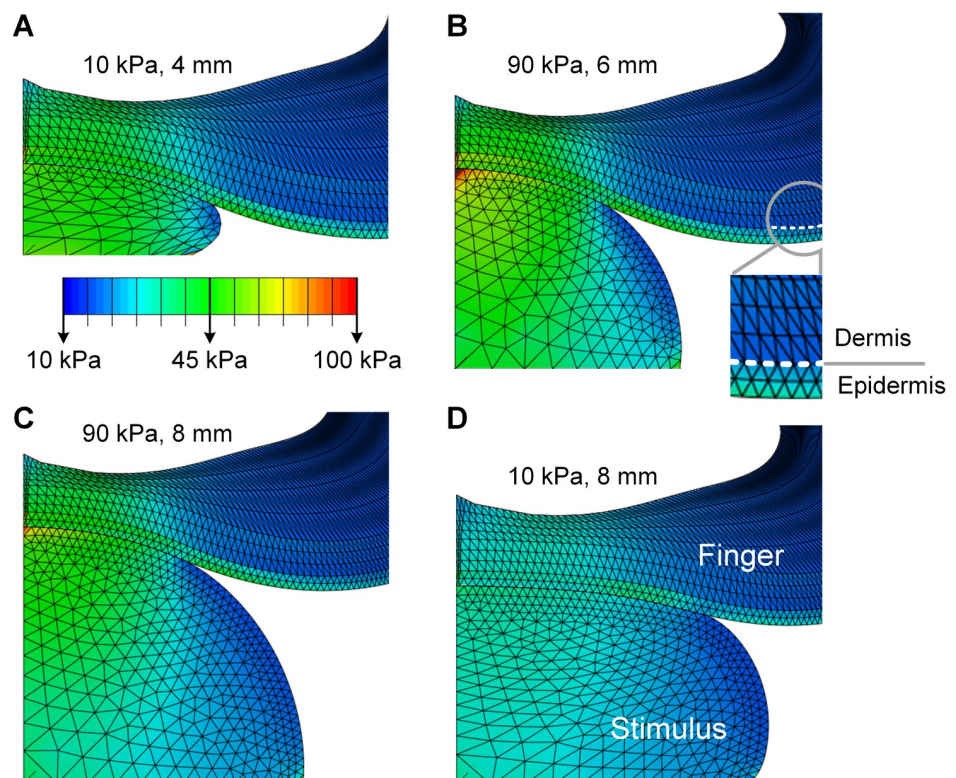 A
10 kPa, 4 mm
B
90 kPa, 6 mm
10 kPa 45 kPa 100 kPa
Dermis
Epidermis
C
90 kPa, 8 mm
D
10 kPa, 8 mm
Finger
Stimulus